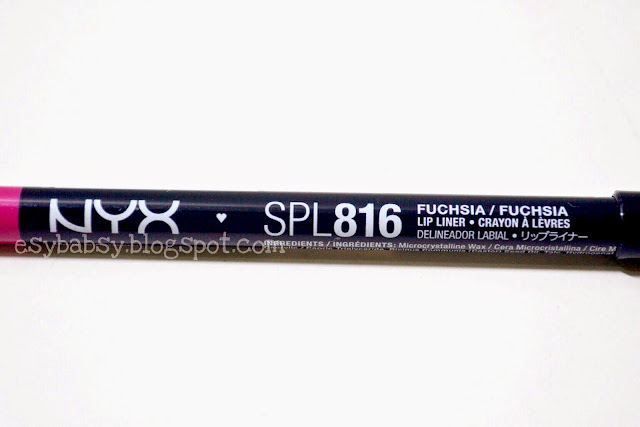 NYX ♥ SPL816
FUCHSIA / FUCHSIA
LIP LINER • CRAYON À LÈVRES
DELINEADOR LABIAL • リップライナー
INGREDIENTS / INGRÉDIENTS: Microcrystalline Wax / Cera Microcristallina / Cire M
esybabsy.blogspot.com